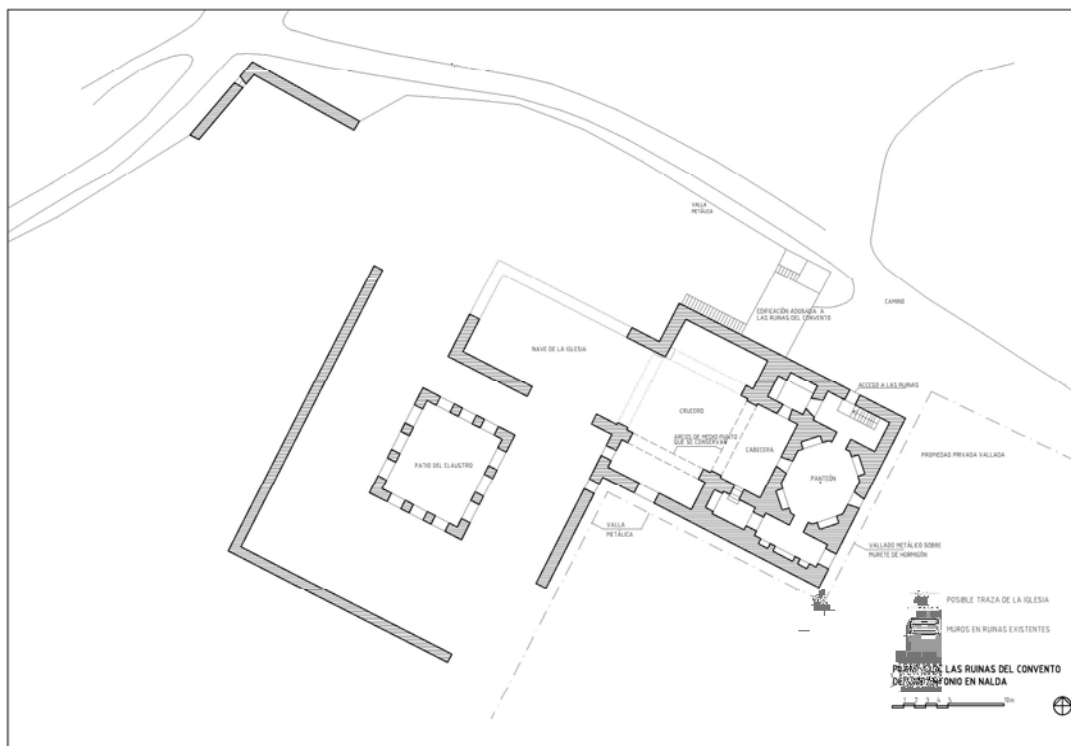 VALLA
METÁLICA
CAMINO
EDIFICACIÓN ADOSADA A
LAS RUINAS DEL CONVENTO
NAVE DE LA IGLESIA
ACCESO A LAS RUINAS
CRUCERO
ARCOS DE MEDIO PUNTO
QUE SE CONSERVAN
CABECERA
PROPIEDAD PRIVADA VALLADA
PATIO DEL CLAUSTRO
PANTEÓN
VALLA
METÁLICA
VALLADO METÁLICO SOBRE
MURETE DE HORMIGÓN
POSIBLE TRAZA DE LA IGLESIA
MUROS EN RUINAS EXISTENTES
LAS RUINAS DEL CONVENTO
EN NALDA
1 2 3 4 5 10m